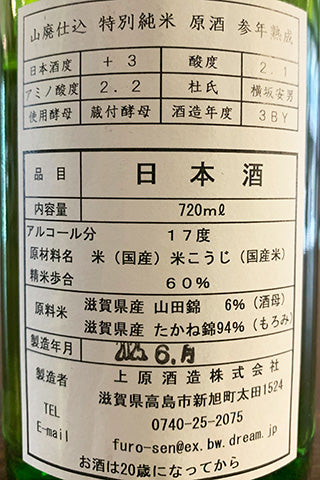 山廃仕込 特別純米 原酒 参年熟成
日本酒度 +3 酸度 2.1
アミノ酸度 2.2 杜氏 横坂安男
使用酵母 蔵付酵母 酒造年度 3BY
品目 日本酒
内容量 720mℓ
アルコール分 17度
原材料名 米（国産）米こうじ（国産米）
精米歩合 60%
原料米 滋賀県産 山田錦 6%（酒母）
滋賀県産 たかね錦94%（もろみ）
製造年月 2025 6.月
製造者 上原酒造株式会社
滋賀県高島市新旭町太田1524
TEL 0740-25-2075
E-mail furo-sen@ex.bw.dream.jp
お酒は20歳になってから